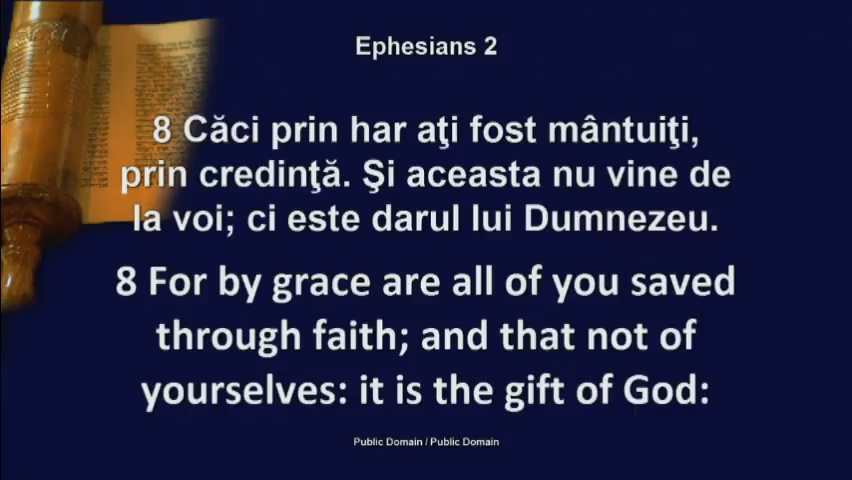 Ephesians 2
8 Căci prin har aţi fost mântuiţi,
prin credinţă. Şi aceasta nu vine de
la voi; ci este darul lui Dumnezeu.
8 For by grace are all of you saved
through faith; and that not of
yourselves: it is the gift of God:
Public Domain / Public Domain